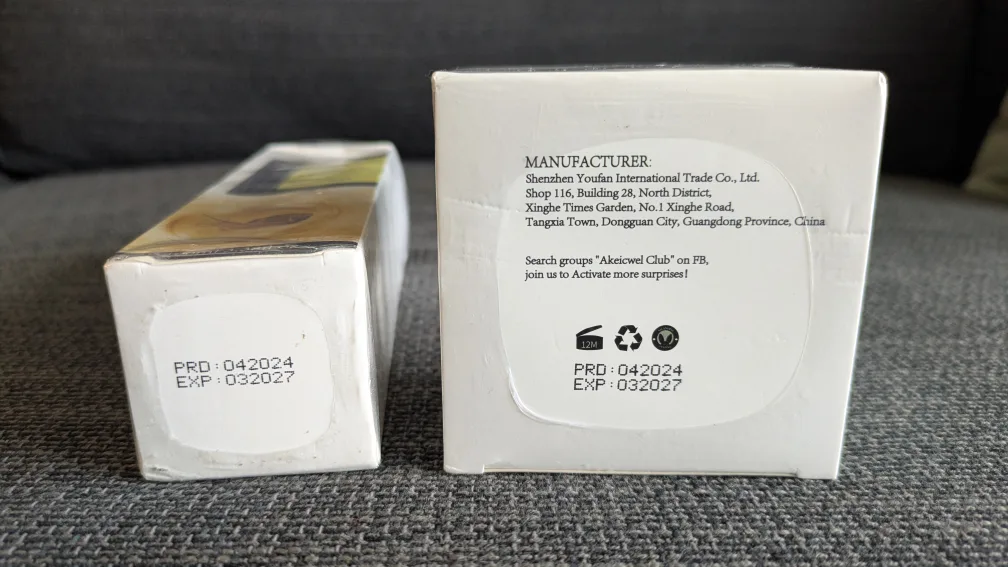 PRD:042024
EXP:032027
MANUFACTURER:
Shenzhen Youfan International Trade Co., Ltd.
Shop 116, Building 28, North District,
Xinghe Times Garden, No.1 Xinghe Road,
Tangxia Town, Dongguan City, Guangdong Province, China
Search groups "Akeicwel Club" on FB,
join us to Activate more surprises!
12M
PRD:042024
EXP:032027